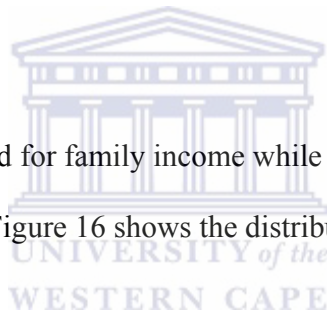 d for family income while
Figure 16 shows the distribu
UNIVERSITY of the
WESTERN CAPE